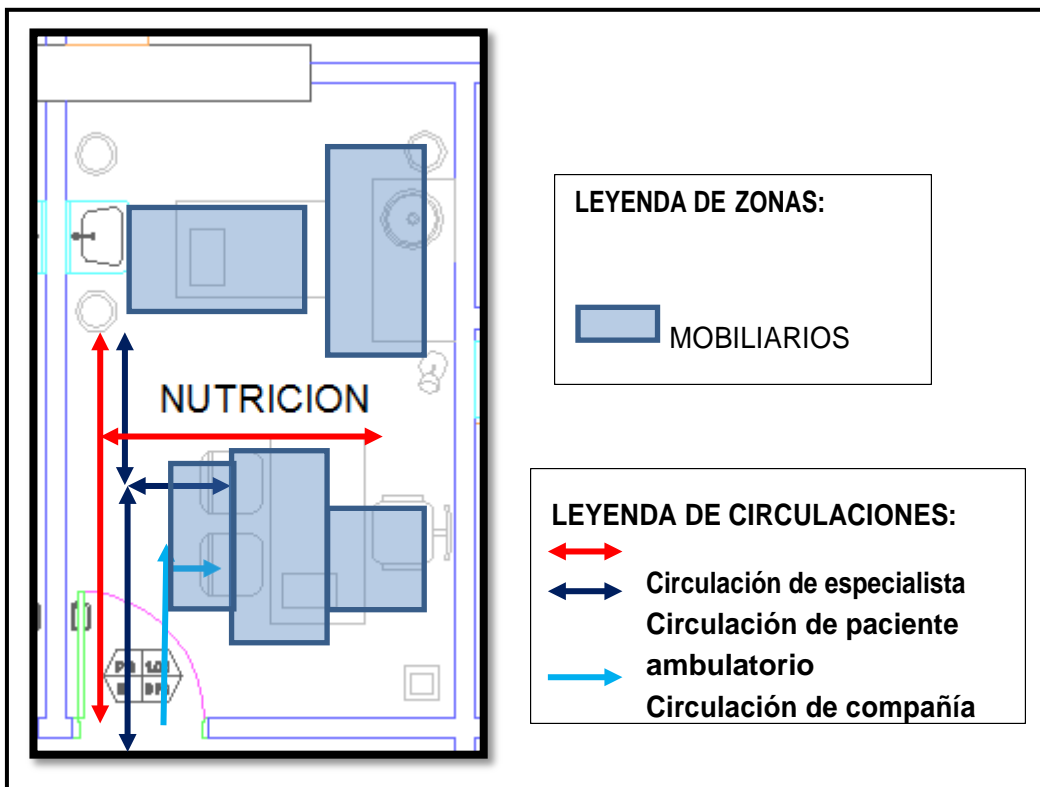 NUTRICION
LEYENDA DE ZONAS:
MOBILIARIOS
LEYENDA DE CIRCULACIONES:
Circulación de especialista
Circulación de paciente
ambulatorio
Circulación de compañía